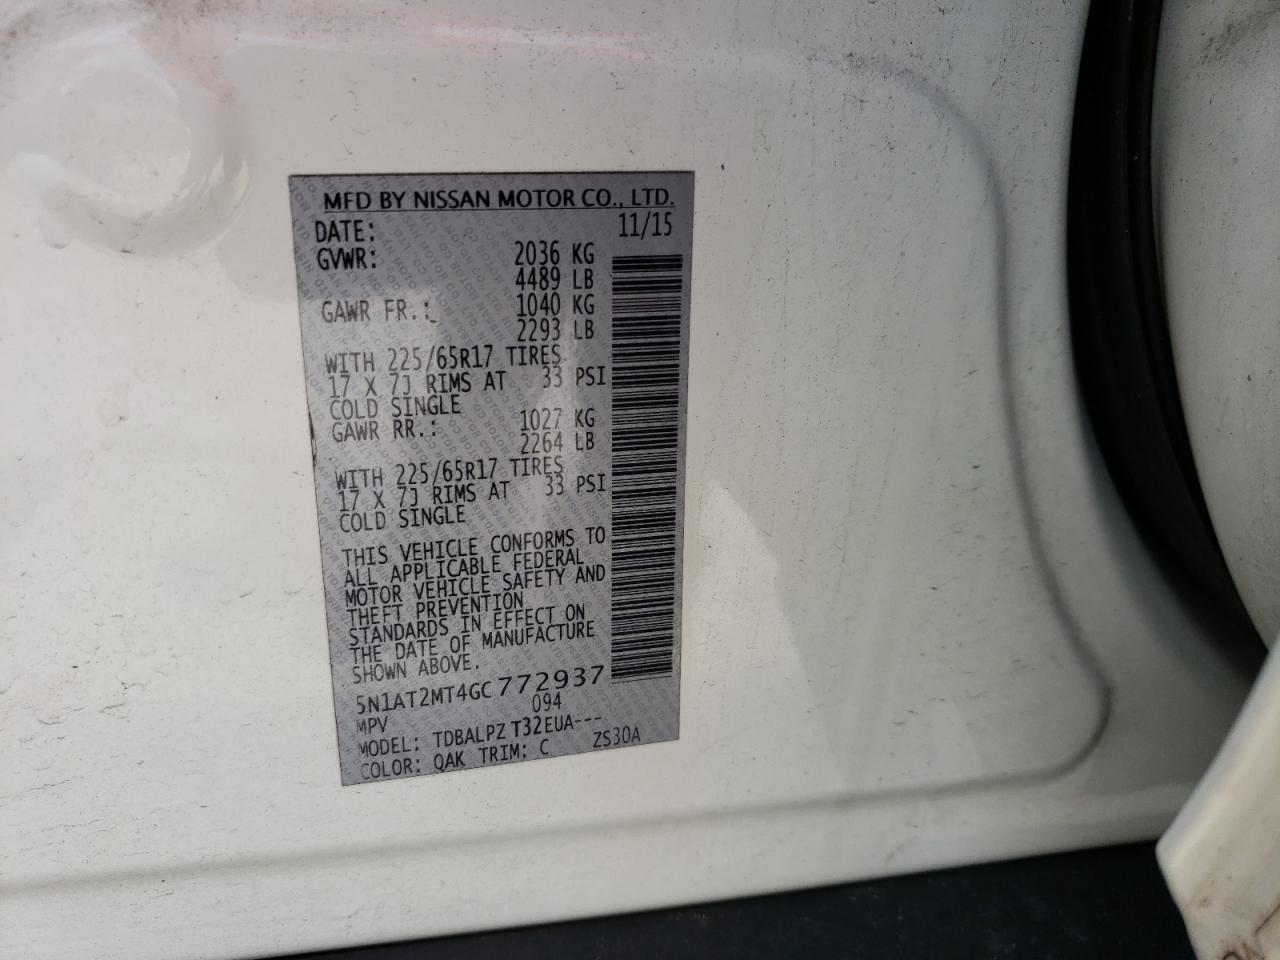 MFD BY NISSAN MOTOR CO., LTD.
DATE: 11/15
GVWR: 2036 KG
4489 LB
GAWR FR.: 1040 KG
2293 LB
WITH 225/65R17 TIRES
17 X 7J RIMS AT 33 PSI
COLD SINGLE
GAWR RR.: 1027 KG
2264 LB
WITH 225/65R17 TIRES
17 X 7J RIMS AT 33 PSI
COLD SINGLE
THIS VEHICLE CONFORMS TO
ALL APPLICABLE FEDERAL
MOTOR VEHICLE SAFETY AND
THEFT PREVENTION
STANDARDS IN EFFECT ON
THE DATE OF MANUFACTURE
SHOWN ABOVE.
5N1AT2MT4GC772937
MPV 094
MODEL: TDBALPZ T32EUA---
COLOR: QAK TRIM: C ZS30A